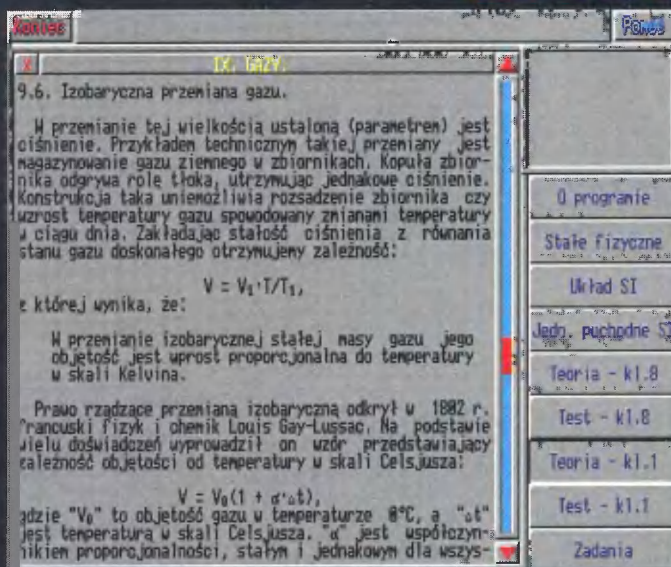 Koniec
Pomoc
X
IX. GAZY.
9.6. Izobaryczna przemiana gazu.
W przemianie tej wielkością ustaloną (parametrem) jest
ciśnienie. Przykładem technicznym takiej przemiany jest
magazynowanie gazu ziemnego w zbiornikach. Kopuła zbior-
nika odgrywa role tłoka, utrzymując jednakowe ciśnienie.
Konstrukcja taka uniemożliwia rozsadzenie zbiornika czy
wzrost temperatury gazu spowodowany zmianami temperatury
w ciągu dnia. Zakładając stałość ciśnienia z równania
stanu gazu doskonałego otrzymujemy zależność:
V = V₁·T/T₁,
z której wynika, że:
W przemianie izobarycznej stałej masy gazu jego
objętość jest wprost proporcjonalna do temperatury
w skali Kelvina.
Prawo rządzące przemianą izobaryczną odkrył w 1802 r.
francuski fizyk i chemik Louis Gay-Lussac. Na podstawie
wielu doświadczeń wyprowadził on wzór przedstawiający
zależność objętości od temperatury w skali Celsjusza:
V = V₀(1 + α·△t),
gdzie "V₀" to objętość gazu w temperaturze 0°C, a "△t"
jest temperaturą w skali Celsjusza. "α" jest współczyn-
nikiem proporcjonalności, stałym i jednakowym dla wszys-
O programie
Stałe fizyczne
Układ SI
Jedn. puchodne SI
Teoria - kl.8
Test - kl.8
Teoria - kl.1
Test - kl.1
Zadania